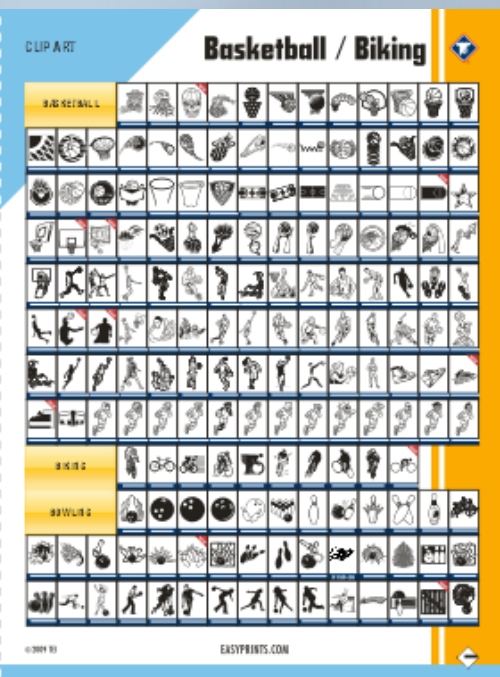 CLIP ART
Basketball / Biking
BASKETBALL
BIKING
BOWLING
EASYPRINTS.COM